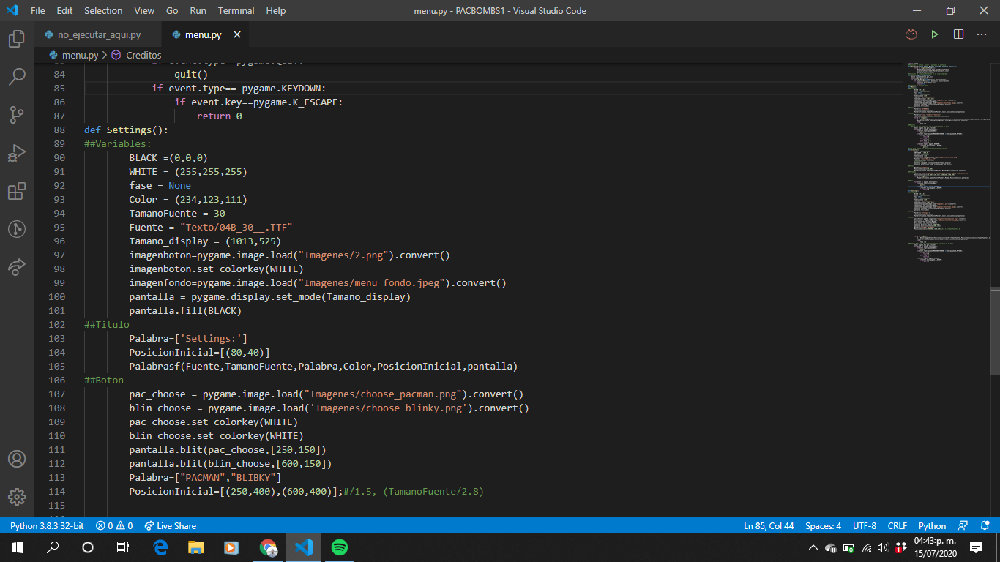 File Edit Selection View Go Run Terminal Help menu.py - PACBOMBS1 - Visual Studio Code
no_ejecutar_aqui.py menu.py
menu.py > Creditos
84 quit()
85 if event.type== pygame.KEYDOWN:
86 if event.key==pygame.K_ESCAPE:
87 return 0
88 def Settings():
89 ##Variables:
90 BLACK =(0,0,0)
91 WHITE = (255,255,255)
92 fase = None
93 Color = (234,123,111)
94 TamanoFuente = 30
95 Fuente = "Texto/04B_30__.TTF"
96 Tamano_display = (1013,525)
97 imagenboton=pygame.image.load("Imagenes/2.png").convert()
98 imagenboton.set_colorkey(WHITE)
99 imagenfondo=pygame.image.load("Imagenes/menu_fondo.jpeg").convert()
100 pantalla = pygame.display.set_mode(Tamano_display)
101 pantalla.fill(BLACK)
102 ##Titulo
103 Palabra=['Settings:']
104 PosicionInicial=[(80,40)]
105 Palabrasf(Fuente,TamanoFuente,Palabra,Color,PosicionInicial,pantalla)
106 ##Boton
107 pac_choose = pygame.image.load("Imagenes/choose_pacman.png").convert()
108 blin_choose = pygame.image.load('Imagenes/choose_blinky.png').convert()
109 pac_choose.set_colorkey(WHITE)
110 blin_choose.set_colorkey(WHITE)
111 pantalla.blit(pac_choose,[250,150])
112 pantalla.blit(blin_choose,[600,150])
113 Palabra=["PACMAN","BLIBKY"]
114 PosicionInicial=[(250,400),(600,400)];#/1.5,-(TamanoFuente/2.8)
115
Python 3.8.3 32-bit 0 0 Live Share Ln 85, Col 44 Spaces: 4 UTF-8 CRLF Python
04:43 p. m.
15/07/2020